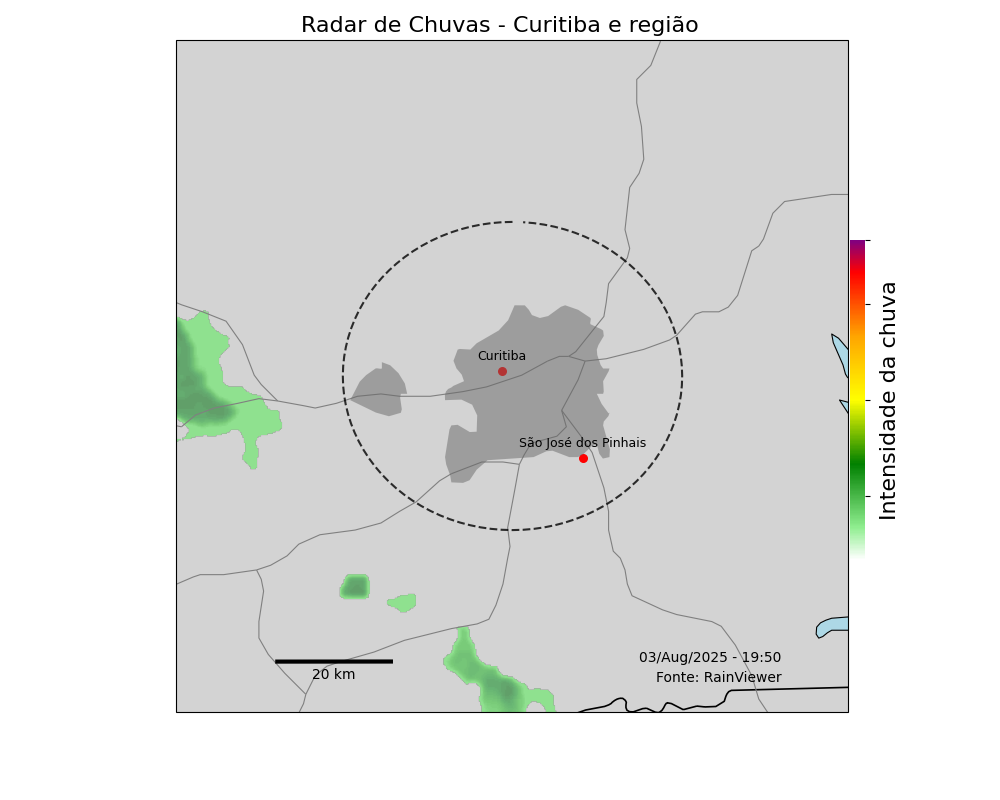 Radar de Chuvas - Curitiba e região
Curitiba
São José dos Pinhais
Intensidade da chuva
20 km
03/Aug/2025 - 19:50
Fonte: RainViewer